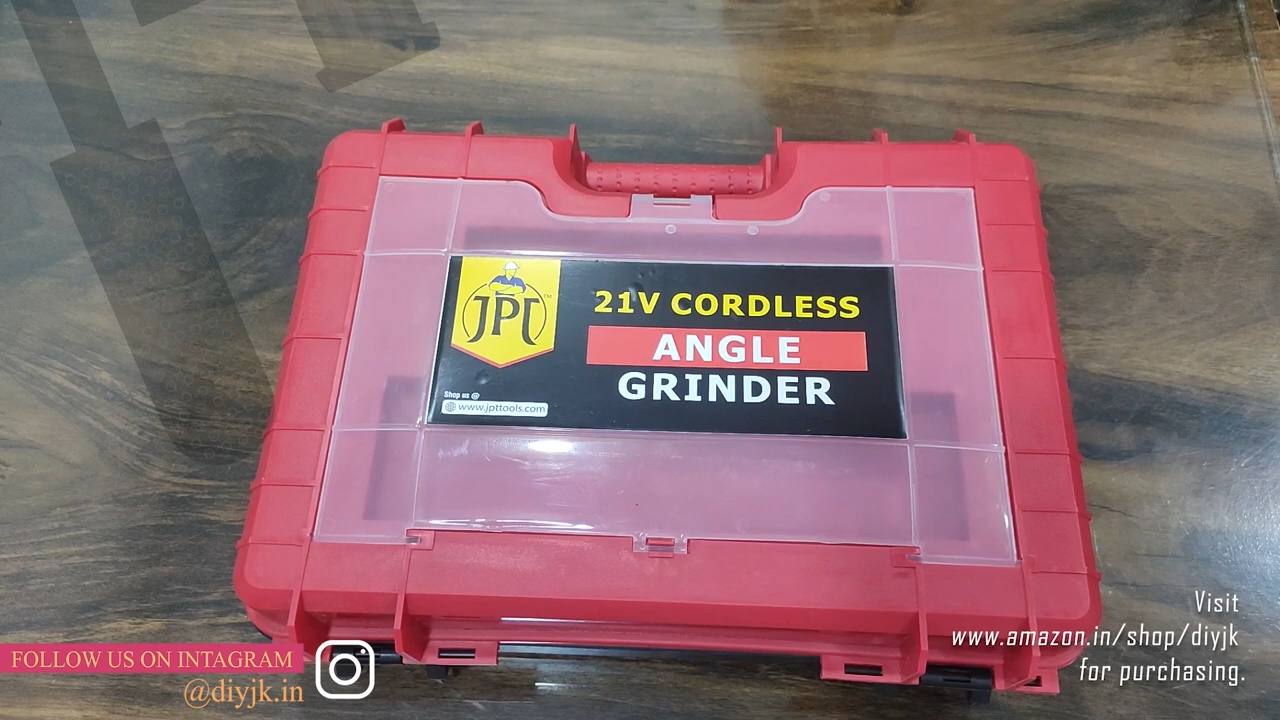 JPT
TM
21V CORDLESS
ANGLE
GRINDER
Shop us @
www.jpttools.com
Visit
www.amazon.in/shop/diyjk
for purchasing.
FOLLOW US ON INTAGRAM
@diyjk.in